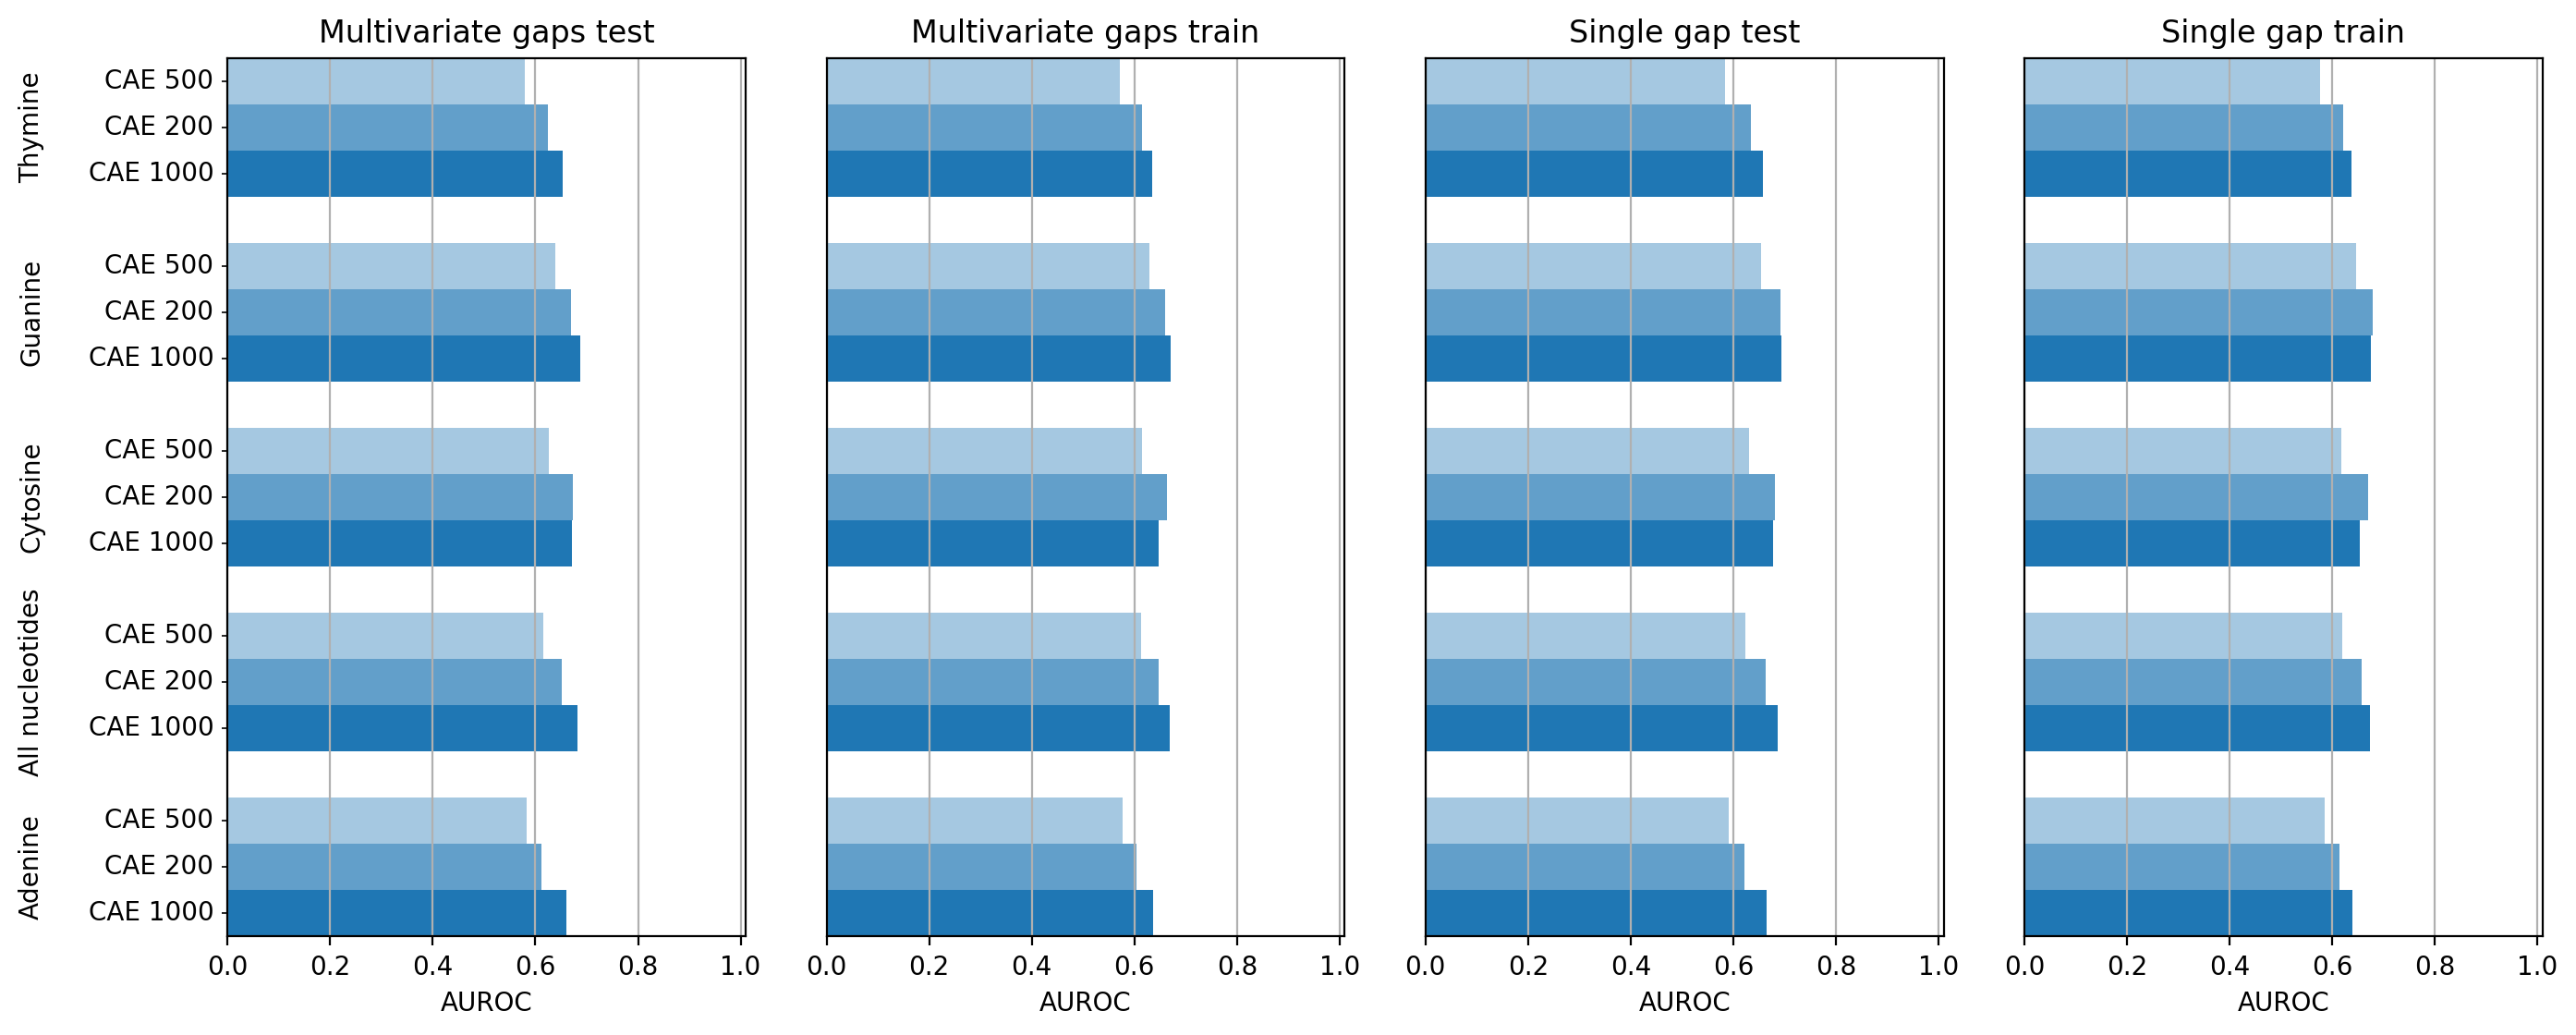 Multivariate gaps test
Multivariate gaps train
Single gap test
Single gap train
Thymine
CAE 500
CAE 200
CAE 1000
Guanine
CAE 500
CAE 200
CAE 1000
Cytosine
CAE 500
CAE 200
CAE 1000
All nucleotides
CAE 500
CAE 200
CAE 1000
Adenine
CAE 500
CAE 200
CAE 1000
0.0 0.2 0.4 0.6 0.8 1.0
0.0 0.2 0.4 0.6 0.8 1.0
0.0 0.2 0.4 0.6 0.8 1.0
0.0 0.2 0.4 0.6 0.8 1.0
AUROC
AUROC
AUROC
AUROC